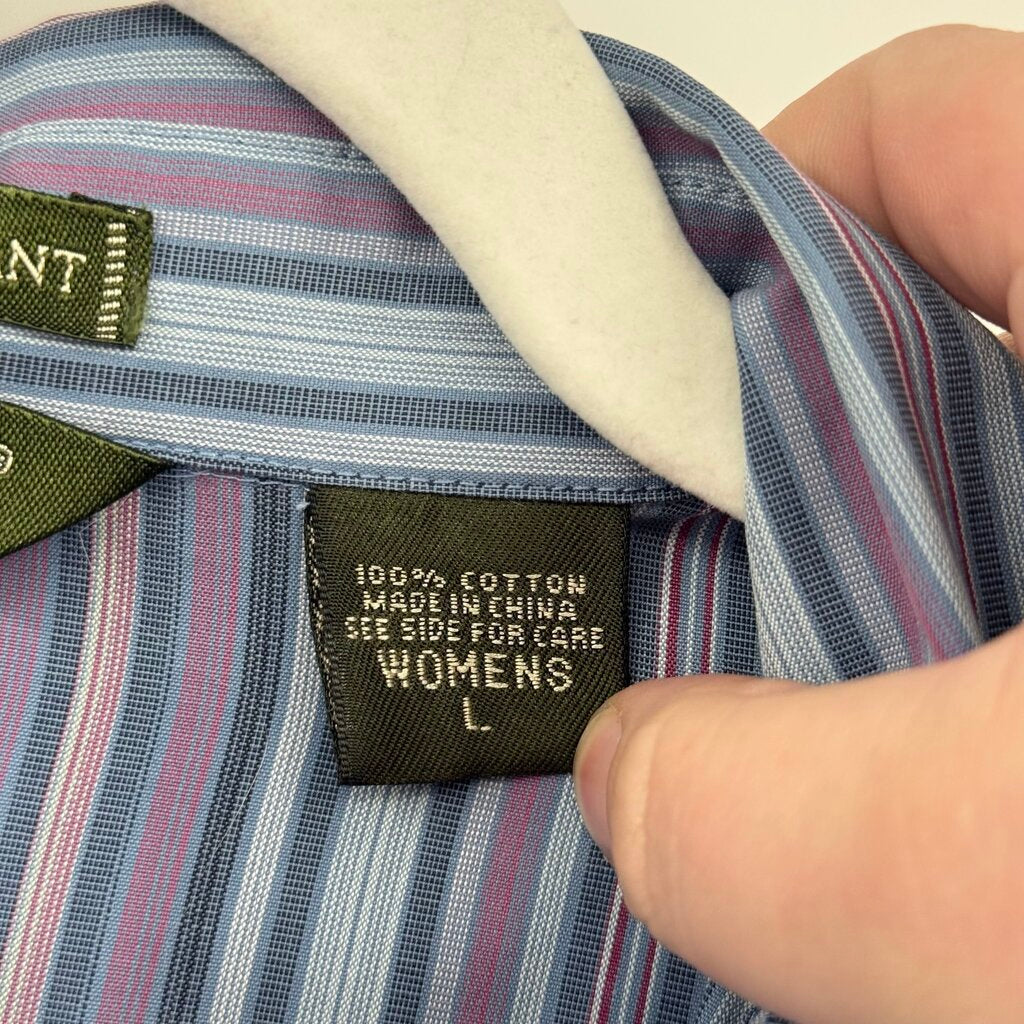 ANT
®
100% COTTON
MADE IN CHINA
SEE SIDE FOR CARE
WOMENS
L